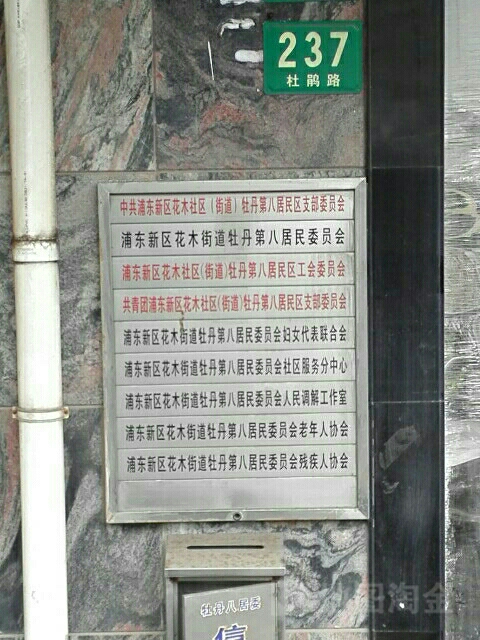 237
杜鹃路
中共浦东新区花木社区（街道）牡丹第八居民区支部委员会
浦东新区花木街道牡丹第八居民委员会
浦东新区花木社区(街道)牡丹第八居民区工会委员会
共青团浦东新区花木社区(街道)牡丹第八居民区支部委员会
浦东新区花木街道牡丹第八居民委员会妇女代表联合会
浦东新区花木街道牡丹第八居民委员会社区服务分中心
浦东新区花木街道牡丹第八居民委员会人民调解工作室
浦东新区花木街道牡丹第八居民委员会老年人协会
浦东新区花木街道牡丹第八居民委员会残疾人协会
牡丹八居委
信
淘金